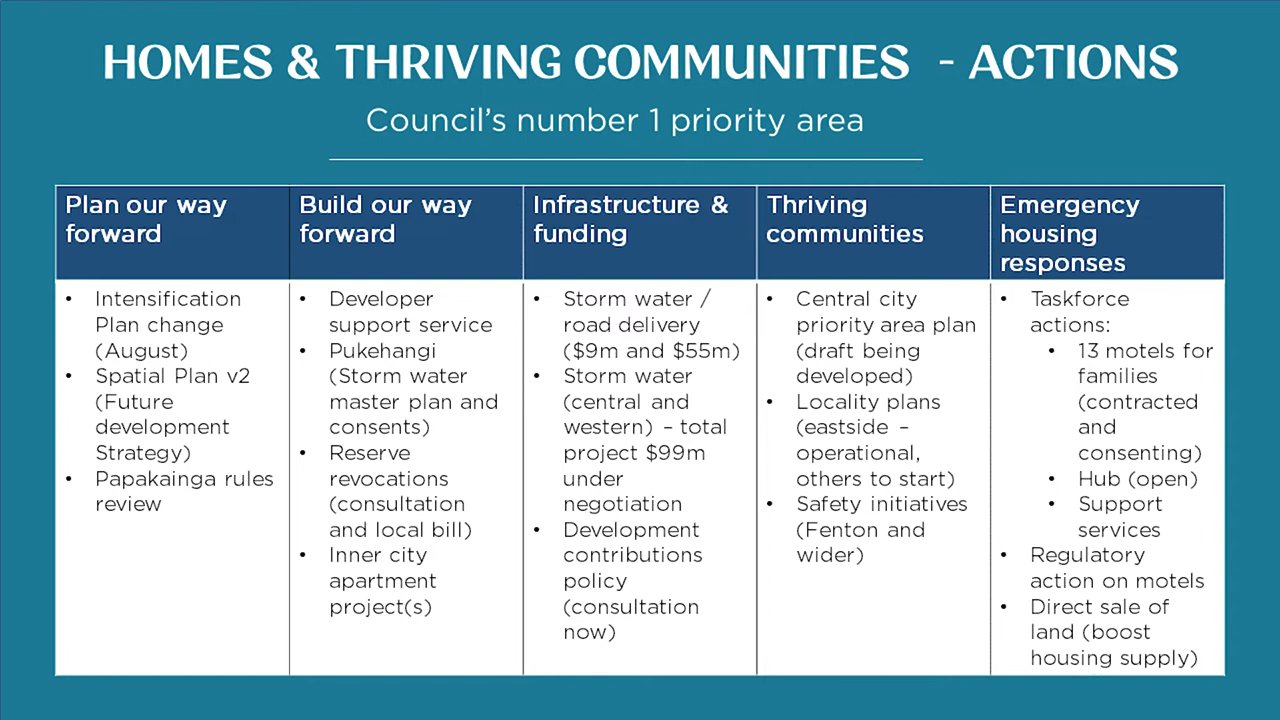 HOMES & THRIVING COMMUNITIES - ACTIONS
Council's number 1 priority area
Plan our way
forward
• Intensification
Plan change
(August)
• Spatial Plan v2
(Future
development
Strategy)
• Papakainga rules
review
Build our way
forward
• Developer
support service
• Pukehangi
(Storm water
master plan and
consents)
• Reserve
revocations
(consultation
and local bill)
• Inner city
apartment
project(s)
Infrastructure &
funding
• Storm water /
road delivery
($9m and $55m)
• Storm water
(central and
western) – total
project $99m
under
negotiation
• Development
contributions
policy
(consultation
now)
Thriving
communities
• Central city
priority area plan
(draft being
developed)
• Locality plans
(eastside –
operational,
others to start)
• Safety initiatives
(Fenton and
wider)
Emergency
housing
responses
• Taskforce
actions:
• 13 motels for
families
(contracted
and
consenting)
• Hub (open)
• Support
services
• Regulatory
action on motels
• Direct sale of
land (boost
housing supply)